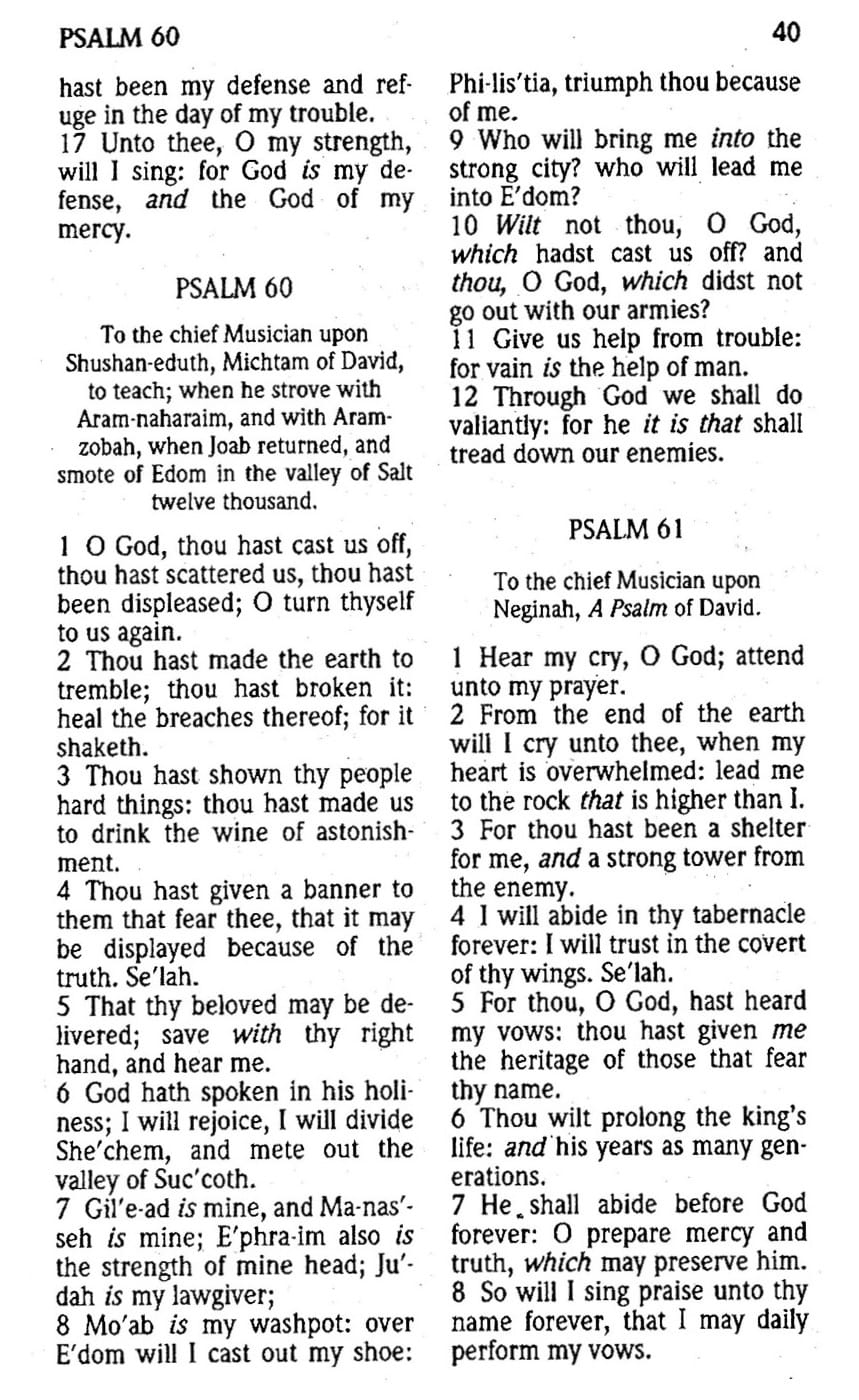 PSALM 60
40
hast been my defense and ref-
uge in the day of my trouble.
17 Unto thee, O my strength,
will I sing: for God is my de-
fense, and the God of my
mercy.
PSALM 60
To the chief Musician upon
Shushan-eduth, Michtam of David,
to teach; when he strove with
Aram-naharaim, and with Aram-
zobah, when Joab returned, and
smote of Edom in the valley of Salt
twelve thousand.
1 O God, thou hast cast us off,
thou hast scattered us, thou hast
been displeased; O turn thyself
to us again.
2 Thou hast made the earth to
tremble; thou hast broken it:
heal the breaches thereof; for it
shaketh.
3 Thou hast shown thy people
hard things: thou hast made us
to drink the wine of astonish-
ment.
4 Thou hast given a banner to
them that fear thee, that it may
be displayed because of the
truth. Se'lah.
5 That thy beloved may be de-
livered; save with thy right
hand, and hear me.
6 God hath spoken in his holi-
ness; I will rejoice, I will divide
She'chem, and mete out the
valley of Suc'coth.
7 Gil'e-ad is mine, and Ma-nas'-
seh is mine; E'phra-im also is
the strength of mine head; Ju'-
dah is my lawgiver;
8 Mo'ab is my washpot: over
E'dom will I cast out my shoe:
Phi-lis'tia, triumph thou because
of me.
9 Who will bring me into the
strong city? who will lead me
into E'dom?
10 Wilt not thou, O God,
which hadst cast us off? and
thou, O God, which didst not
go out with our armies?
11 Give us help from trouble:
for vain is the help of man.
12 Through God we shall do
valiantly: for he it is that shall
tread down our enemies.
PSALM 61
To the chief Musician upon
Neginah, A Psalm of David.
1 Hear my cry, O God; attend
unto my prayer.
2 From the end of the earth
will I cry unto thee, when my
heart is overwhelmed: lead me
to the rock that is higher than I.
3 For thou hast been a shelter
for me, and a strong tower from
the enemy.
4 I will abide in thy tabernacle
forever: I will trust in the covert
of thy wings. Se'lah.
5 For thou, O God, hast heard
my vows: thou hast given me
the heritage of those that fear
thy name.
6 Thou wilt prolong the king's
life: and his years as many gen-
erations.
7 He shall abide before God
forever: O prepare mercy and
truth, which may preserve him.
8 So will I sing praise unto thy
name forever, that I may daily
perform my vows.